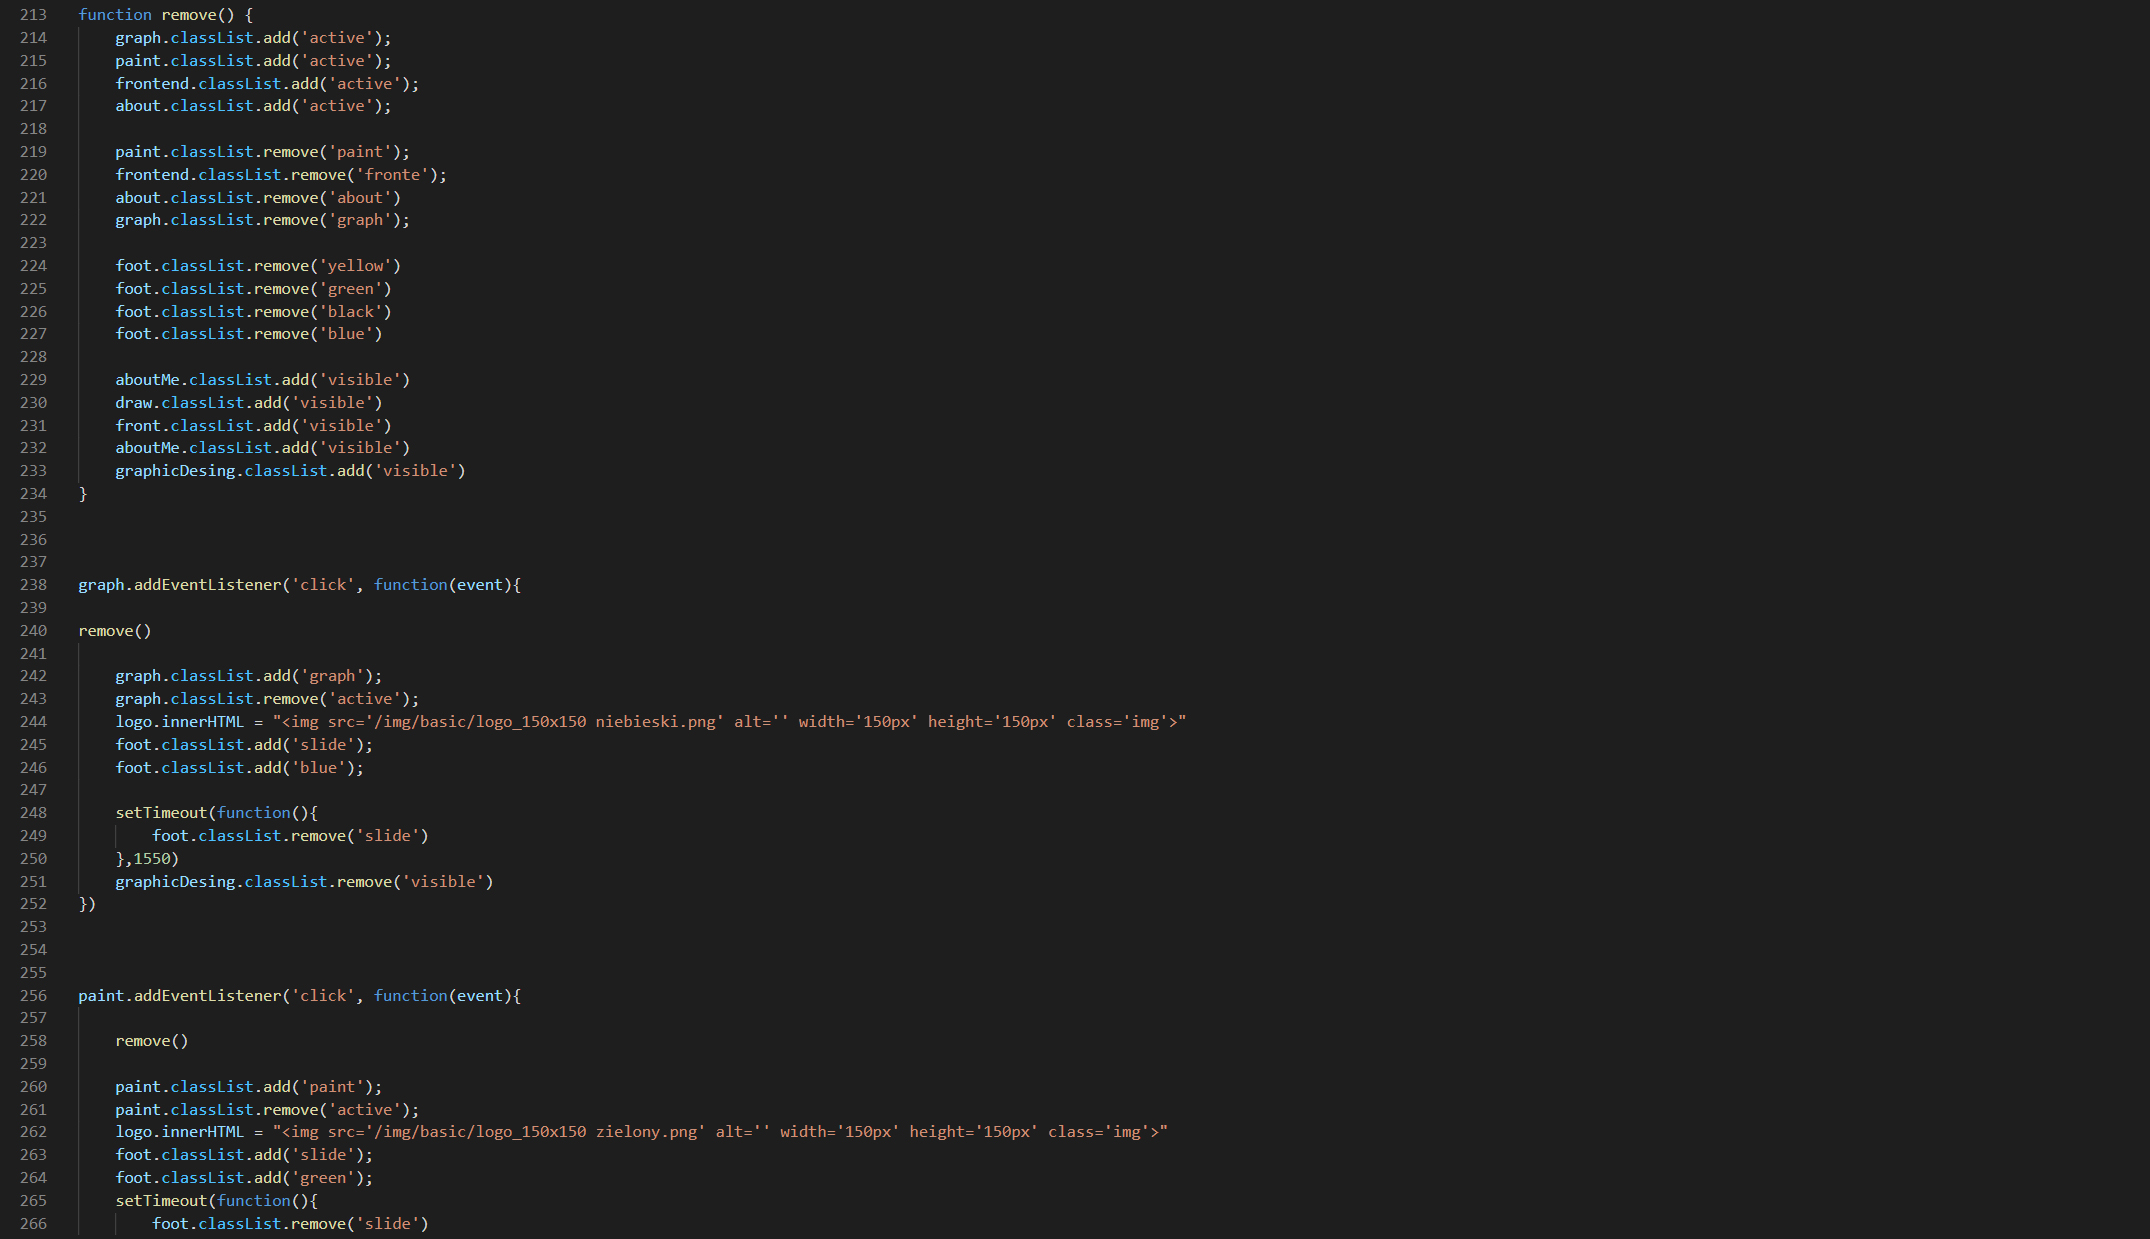 213 function remove() {
214 graph.classList.add('active');
215 paint.classList.add('active');
216 frontend.classList.add('active');
217 about.classList.add('active');
218
219 paint.classList.remove('paint');
220 frontend.classList.remove('fronte');
221 about.classList.remove('about')
222 graph.classList.remove('graph');
223
224 foot.classList.remove('yellow')
225 foot.classList.remove('green')
226 foot.classList.remove('black')
227 foot.classList.remove('blue')
228
229 aboutMe.classList.add('visible')
230 draw.classList.add('visible')
231 front.classList.add('visible')
232 aboutMe.classList.add('visible')
233 graphicDesing.classList.add('visible')
234 }
235
236
237
238 graph.addEventListener('click', function(event){
239
240 remove()
241
242 graph.classList.add('graph');
243 graph.classList.remove('active');
244 logo.innerHTML = "<img src='/img/basic/logo_150x150 niebieski.png' alt='' width='150px' height='150px' class='img'>"
245 foot.classList.add('slide');
246 foot.classList.add('blue');
247
248 setTimeout(function(){
249 foot.classList.remove('slide')
250 },1550)
251 graphicDesing.classList.remove('visible')
252 })
253
254
255
256 paint.addEventListener('click', function(event){
257
258 remove()
259
260 paint.classList.add('paint');
261 paint.classList.remove('active');
262 logo.innerHTML = "<img src='/img/basic/logo_150x150 zielony.png' alt='' width='150px' height='150px' class='img'>"
263 foot.classList.add('slide');
264 foot.classList.add('green');
265 setTimeout(function(){
266 foot.classList.remove('slide')